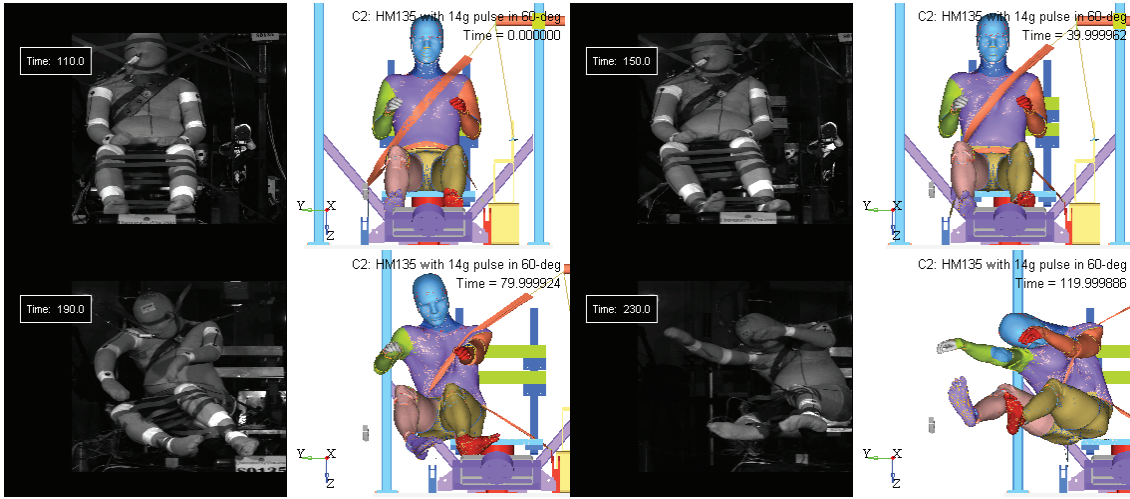 Time: 110.0
C2: HM135 with 14g pulse in 60-deg
Time = 0.000000
Y X
Z
Time: 150.0
C2: HM135 with 14g pulse in 60-deg
Time = 39.999962
Y X
Z
Time: 190.0
C2: HM135 with 14g pulse in 60-deg
Time = 79.999924
Y X
Z
Time: 230.0
C2: HM135 with 14g pulse in 60-deg
Time = 119.999886
Y X
Z